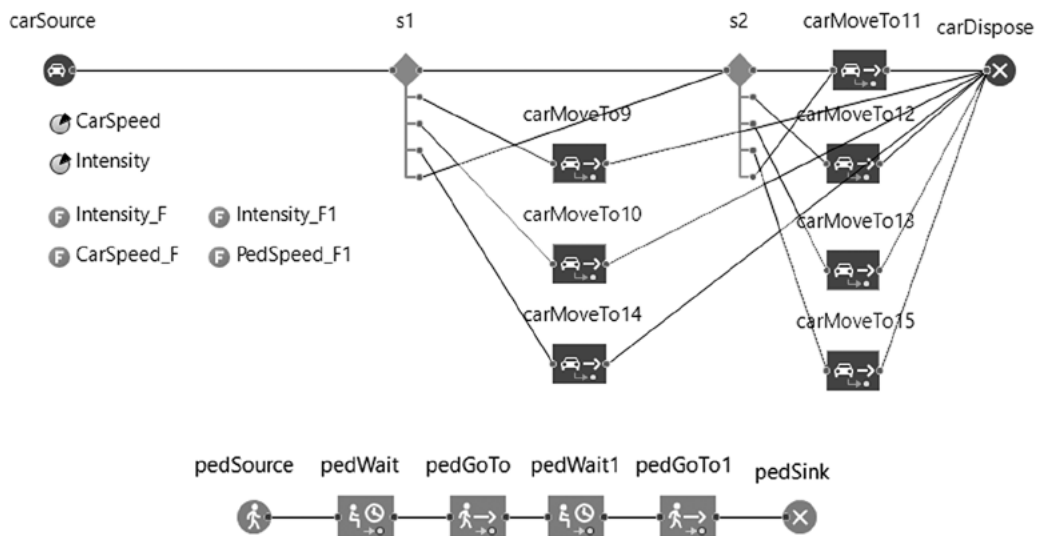 carSource s1 s2 carMoveTo11 carDispose
CarSpeed carMoveTo9 carMoveTo12
Intensity
Intensity_F Intensity_F1 carMoveTo10 carMoveTo13
CarSpeed_F PedSpeed_F1
carMoveTo14 carMoveTo15
pedSource pedWait pedGoTo pedWait1 pedGoTo1 pedSink